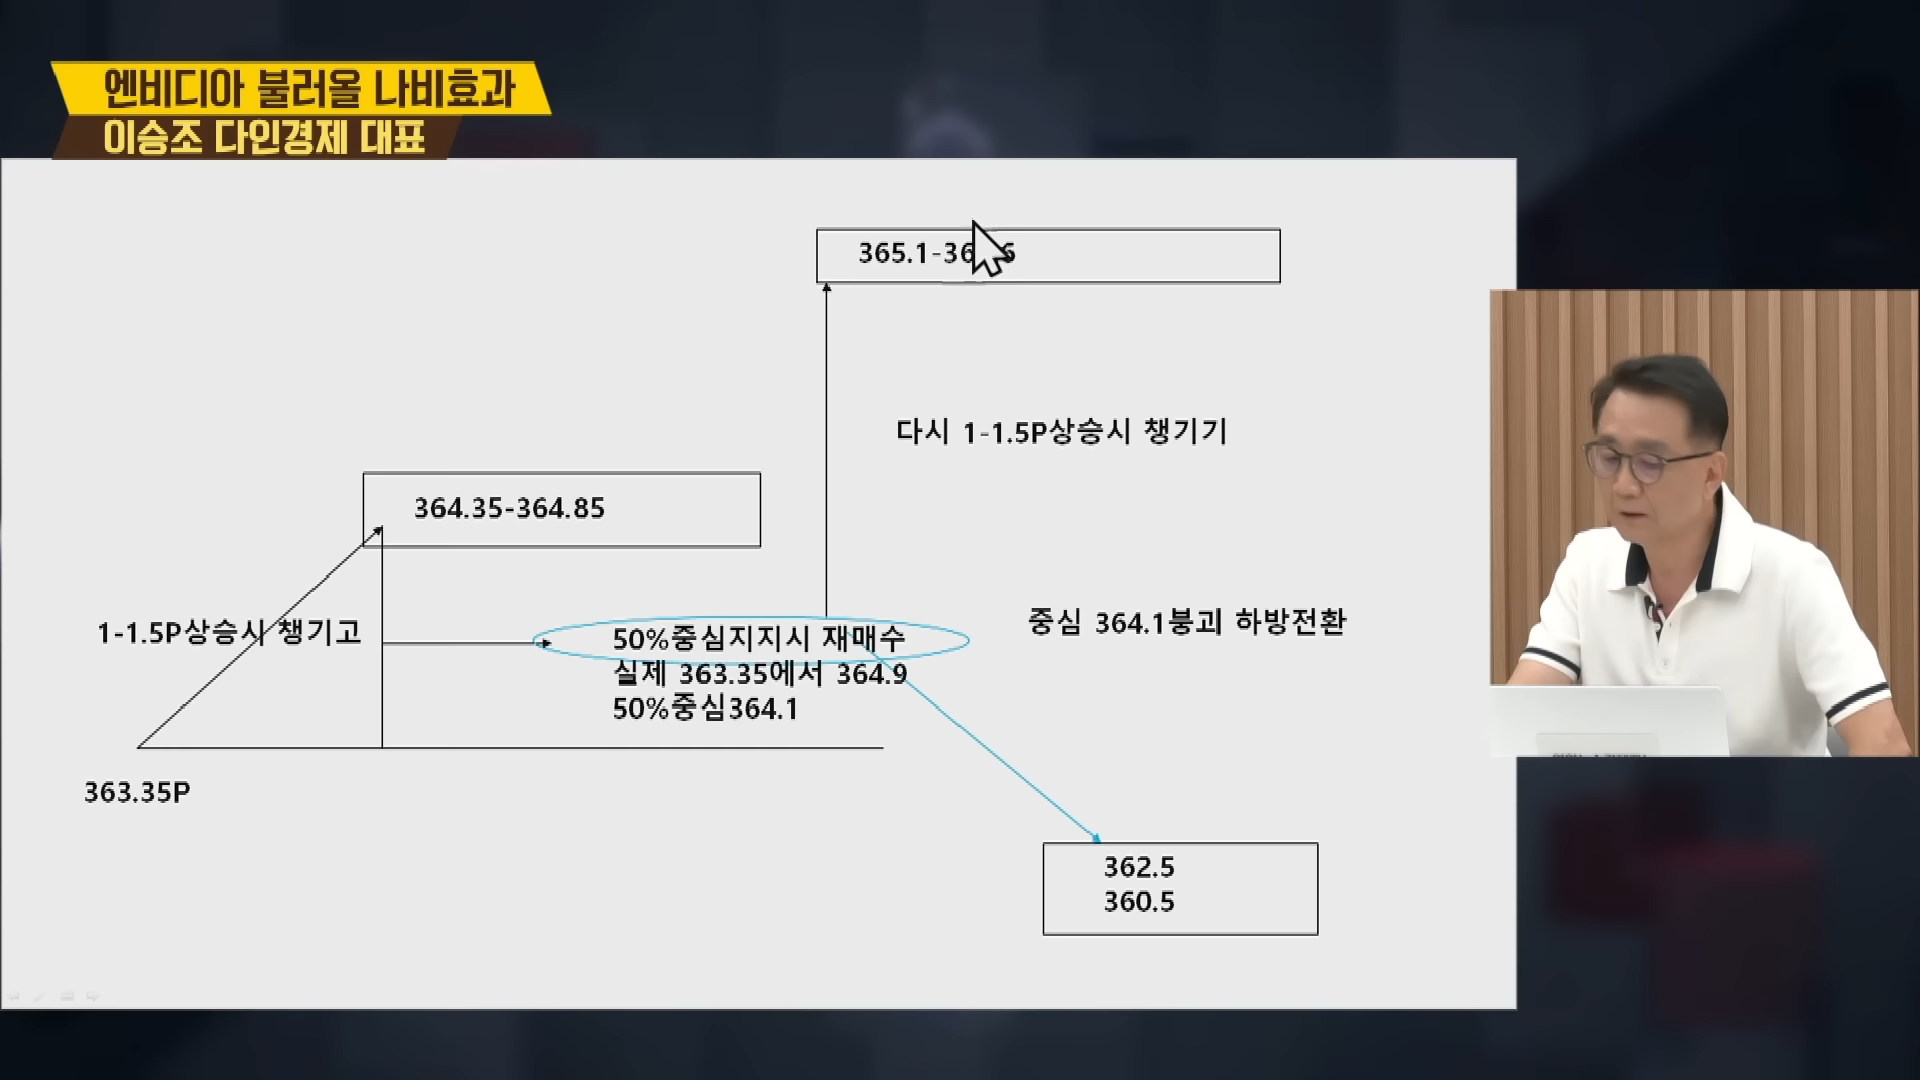 엔비디아 불러올 나비효과
이승조 다인경제 대표
365.1-36
다시 1-1.5P상승시 챙기기
364.35-364.85
1-1.5P상승시 챙기고
50%중심지지시 재매수
실제 363.35에서 364.9
50%중심364.1
중심 364.1붕괴 하방전환
363.35P
362.5
360.5